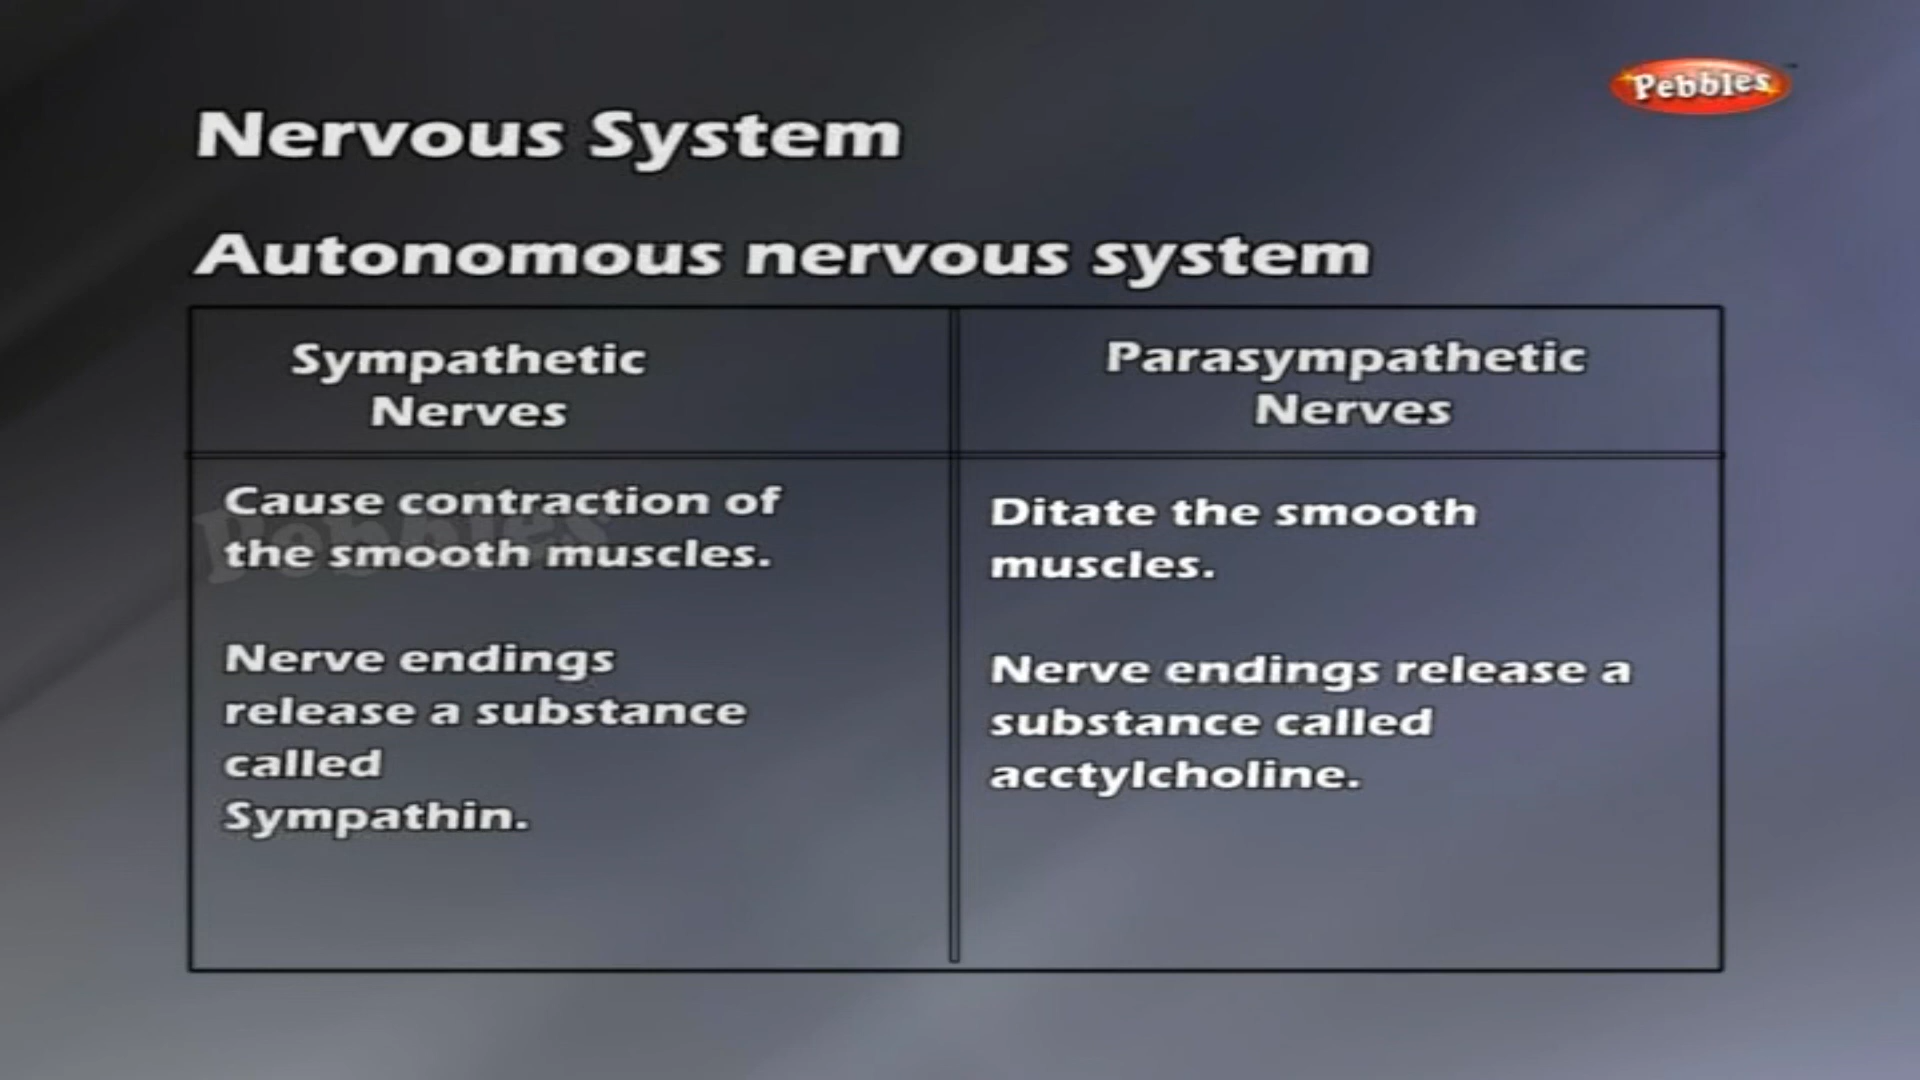 Pebbles
Nervous System
Autonomous nervous system
Sympathetic
Nerves
Parasympathetic
Nerves
Cause contraction of
the smooth muscles.
Nerve endings
release a substance
called
Sympathin.
Ditate the smooth
muscles.
Nerve endings release a
substance called
acctylcholine.
Pebbles